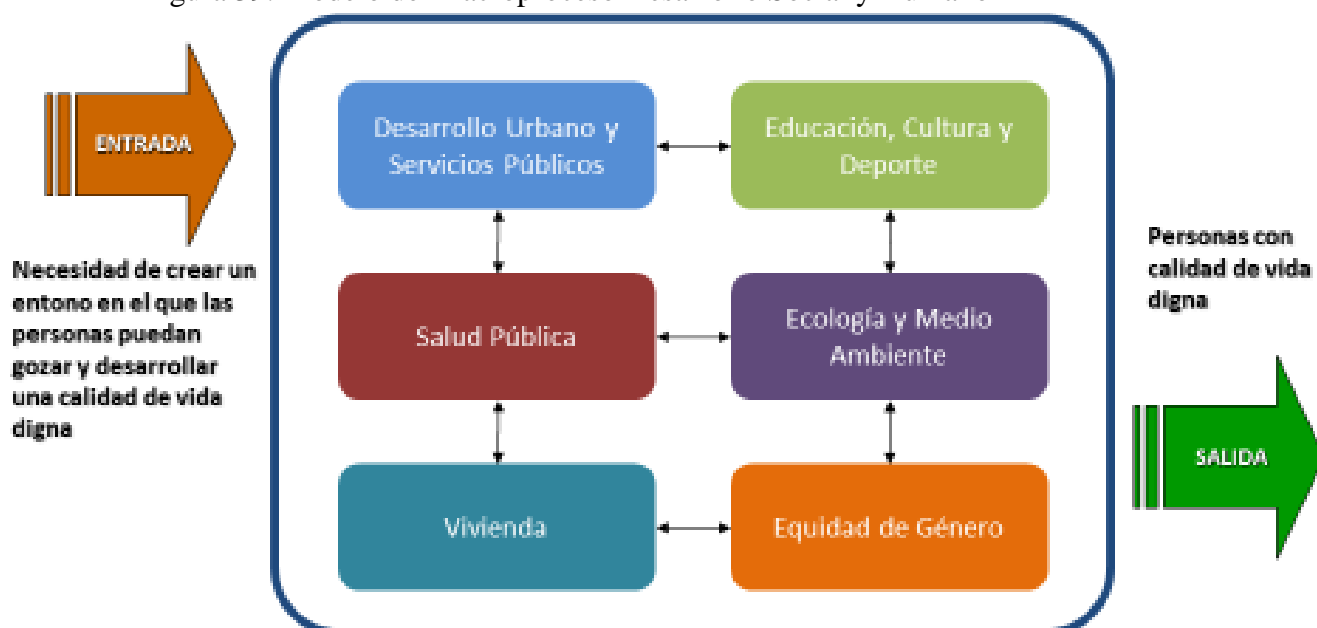 ENTRADA
Necesidad de crear un
entono en el que las
personas puedan
gozar y desarrollar
una calidad de vida
digna
Desarrollo Urbano y
Servicios Públicos
Educación, Cultura y
Deporte
Salud Pública
Ecología y Medio
Ambiente
Vivienda
Equidad de Género
Personas con
calidad de vida
digna
SALIDA